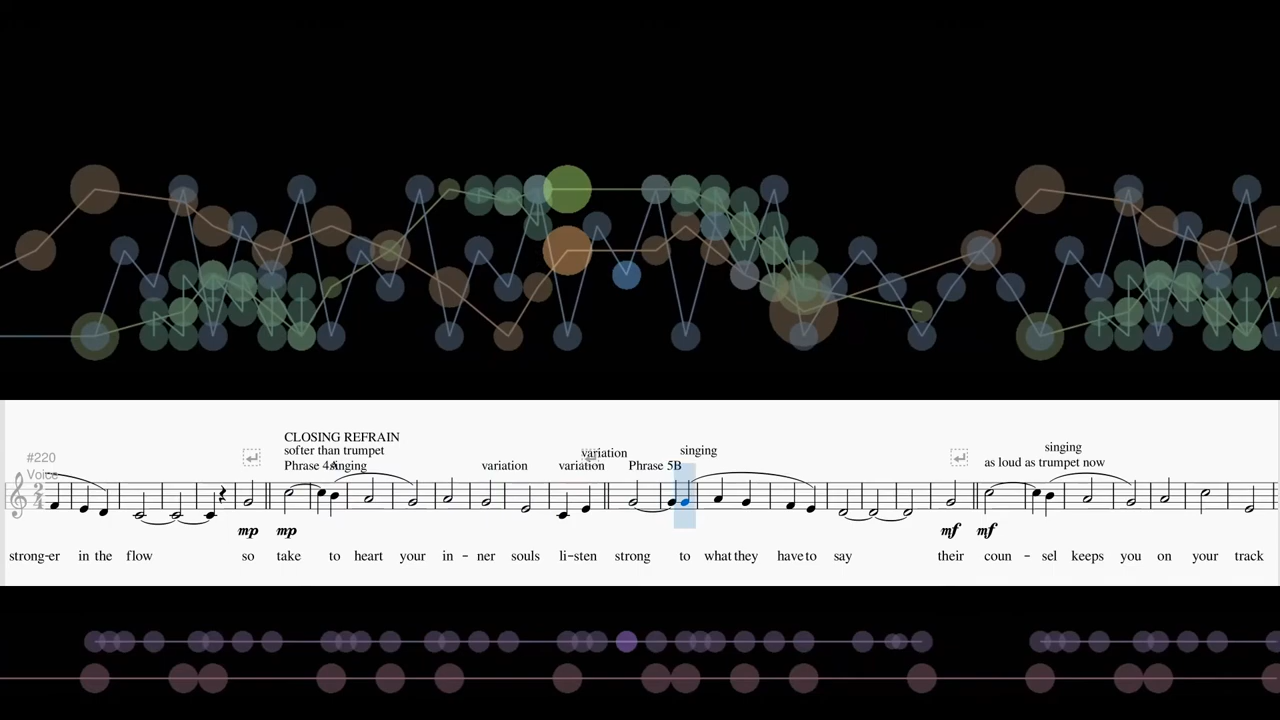 CLOSING REFRAIN
softer than trumpet
#220
Voice
Phrase 4A singing
variation
variation
variation
Phrase 5B
singing
singing
as loud as trumpet now
2
4
mp mp mf mf
strong-er in the flow so take to heart your in - ner souls li-sten strong to what they have to say their coun - sel keeps you on your track